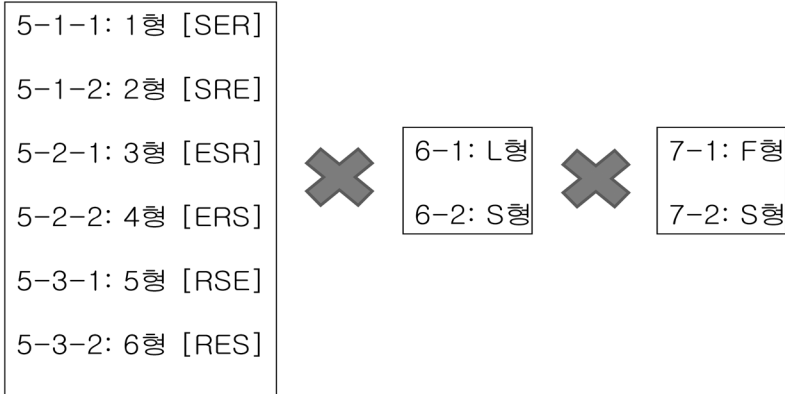 5-1-1: 1형 [SER]
5-1-2: 2형 [SRE]
5-2-1: 3형 [ESR]
5-2-2: 4형 [ERS]
5-3-1: 5형 [RSE]
5-3-2: 6형 [RES]
6-1: L형
6-2: S형
7-1: F형
7-2: S형